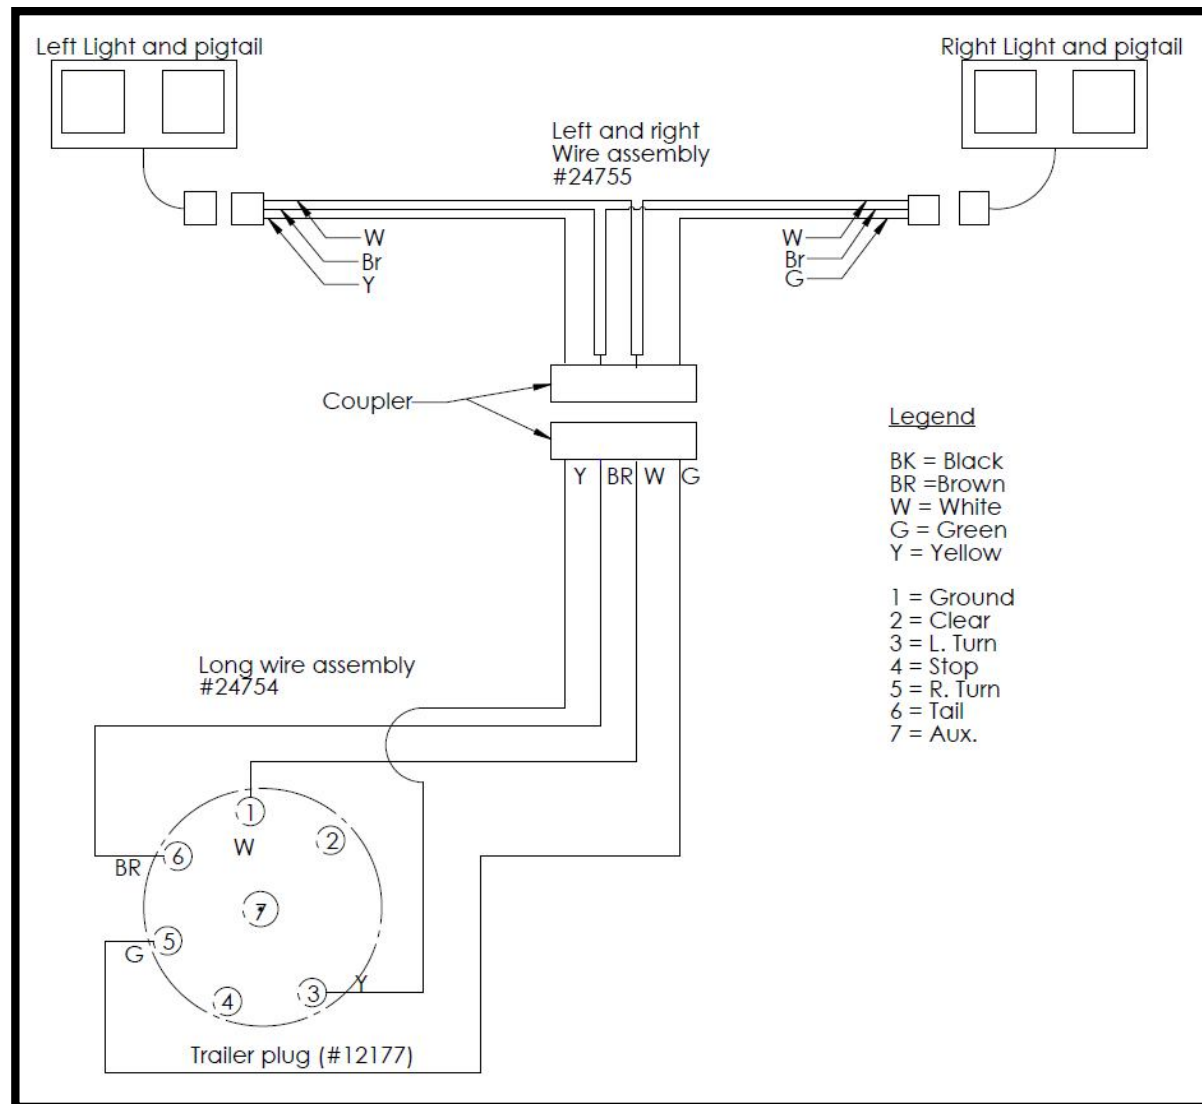 Left Light and pigtail
Right Light and pigtail
Left and right
Wire assembly
#24755
W
Br
Y
W
Br
G
Coupler
Y BR W G
Legend
BK = Black
BR =Brown
W = White
G = Green
Y = Yellow
1 = Ground
2 = Clear
3 = L. Turn
4 = Stop
5 = R. Turn
6 = Tail
7 = Aux.
Long wire assembly
#24754
1
W
2
BR
6
7
5
G
4
3
Y
Trailer plug (#12177)